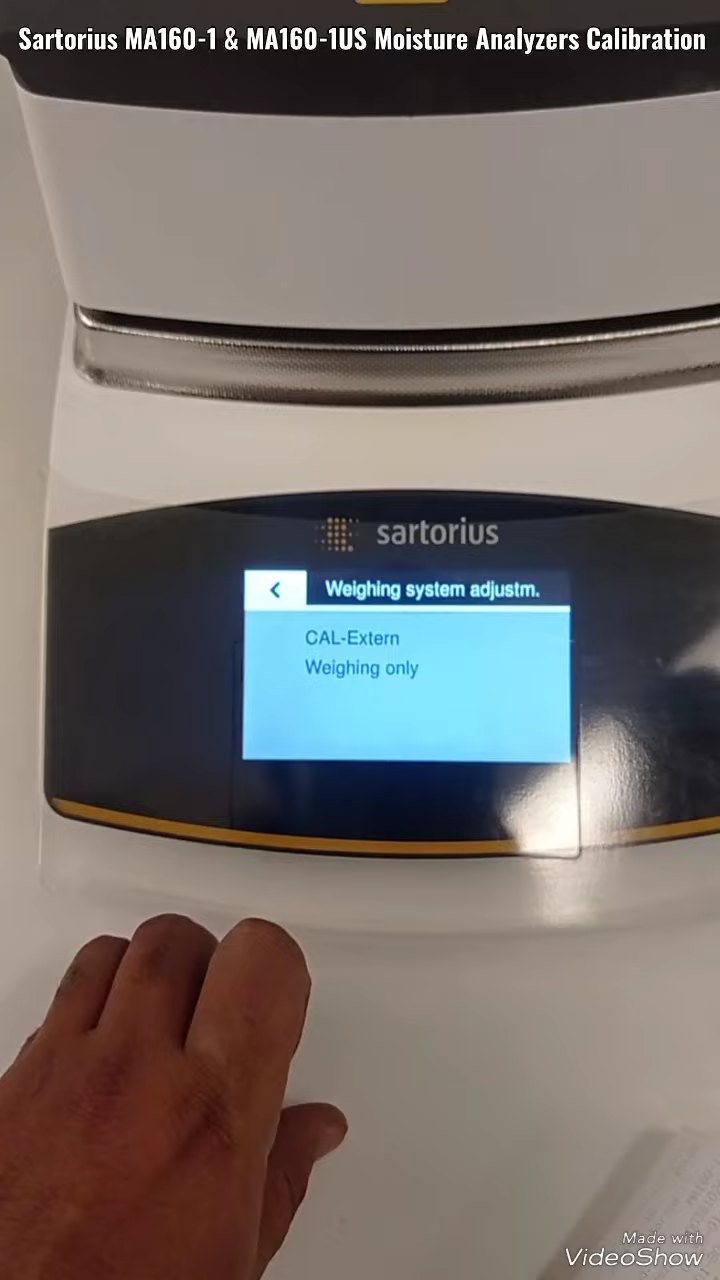 Sartorius MA160-1 & MA160-1US Moisture Analyzers Calibration
sartorius
Weighing system adjustm.
CAL-Extern
Weighing only
Made with
VideoShow